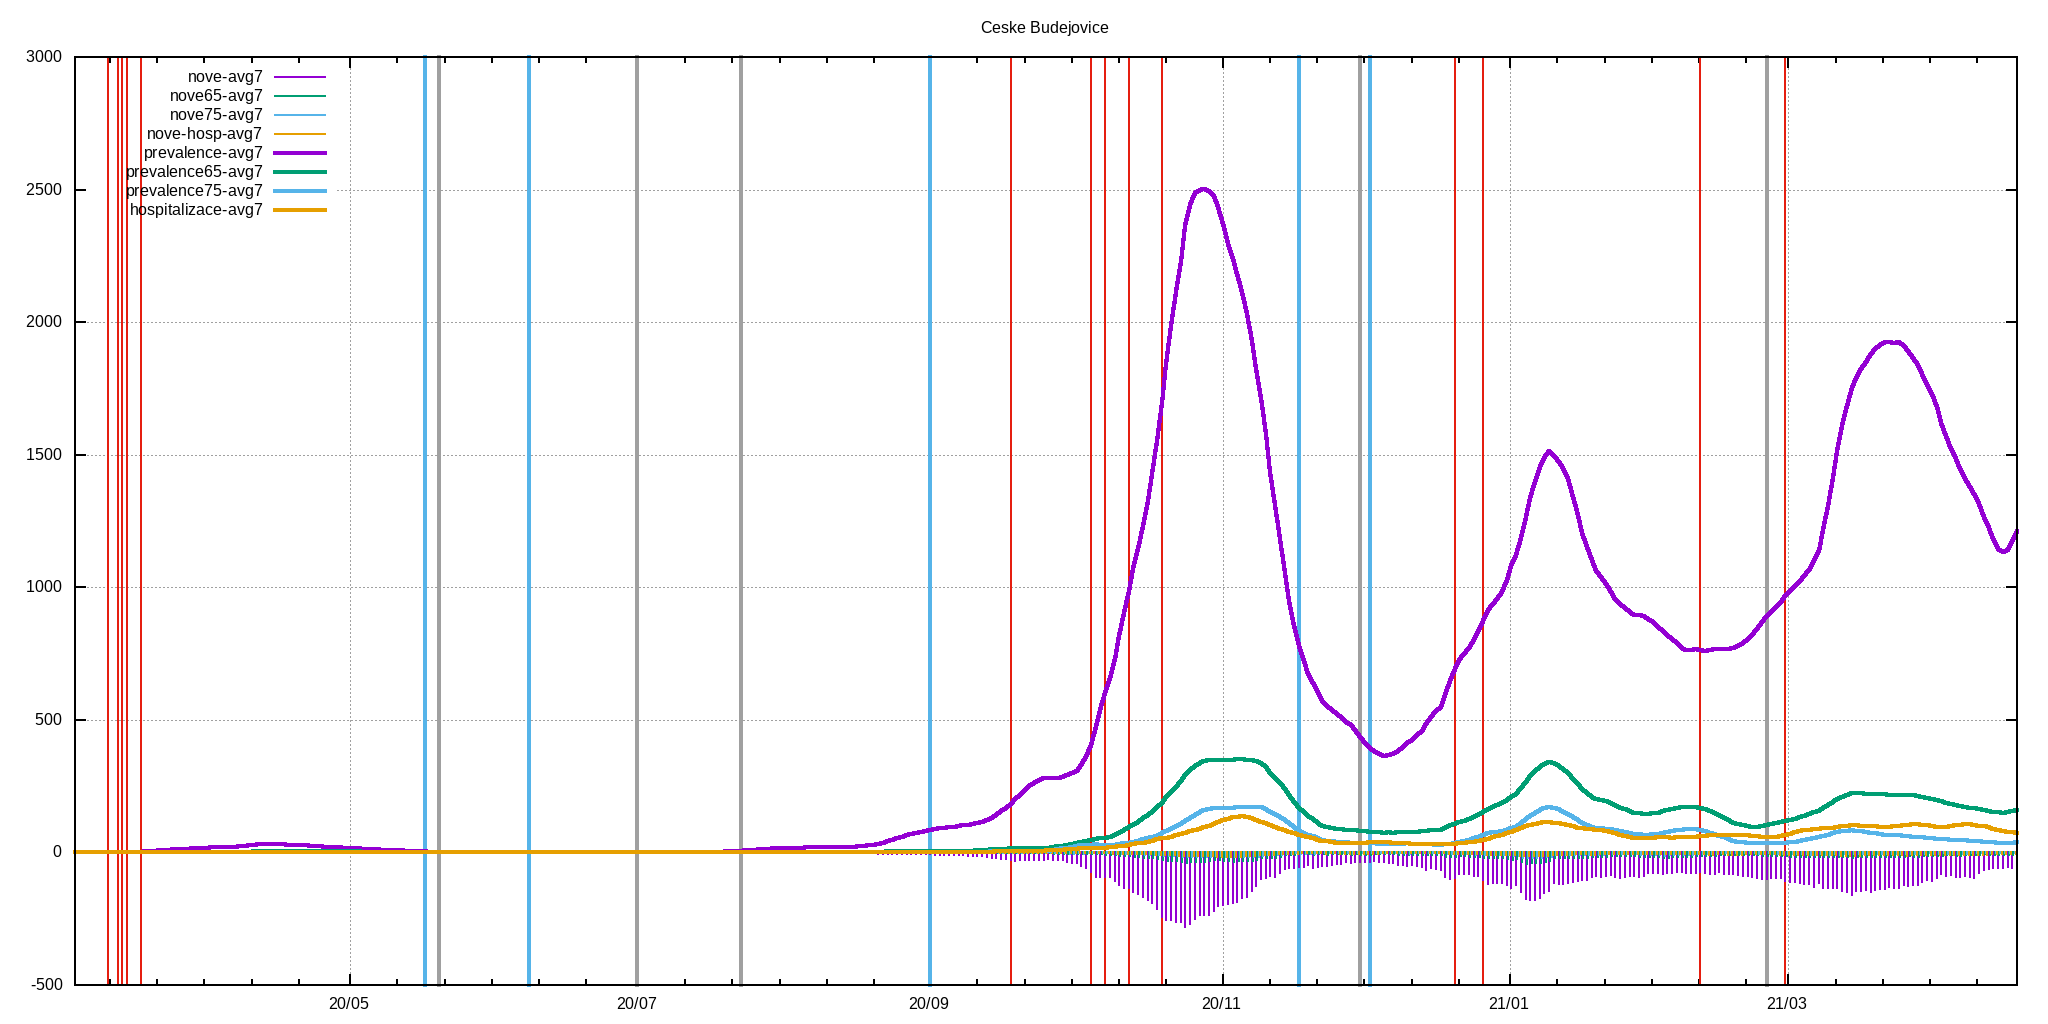 Ceske Budejovice
3000
2500
2000
1500
1000
500
0
-500
nove-avg7
nove65-avg7
nove75-avg7
nove-hosp-avg7
prevalence-avg7
prevalence65-avg7
prevalence75-avg7
hospitalizace-avg7
20/05
20/07
20/09
20/11
21/01
21/03